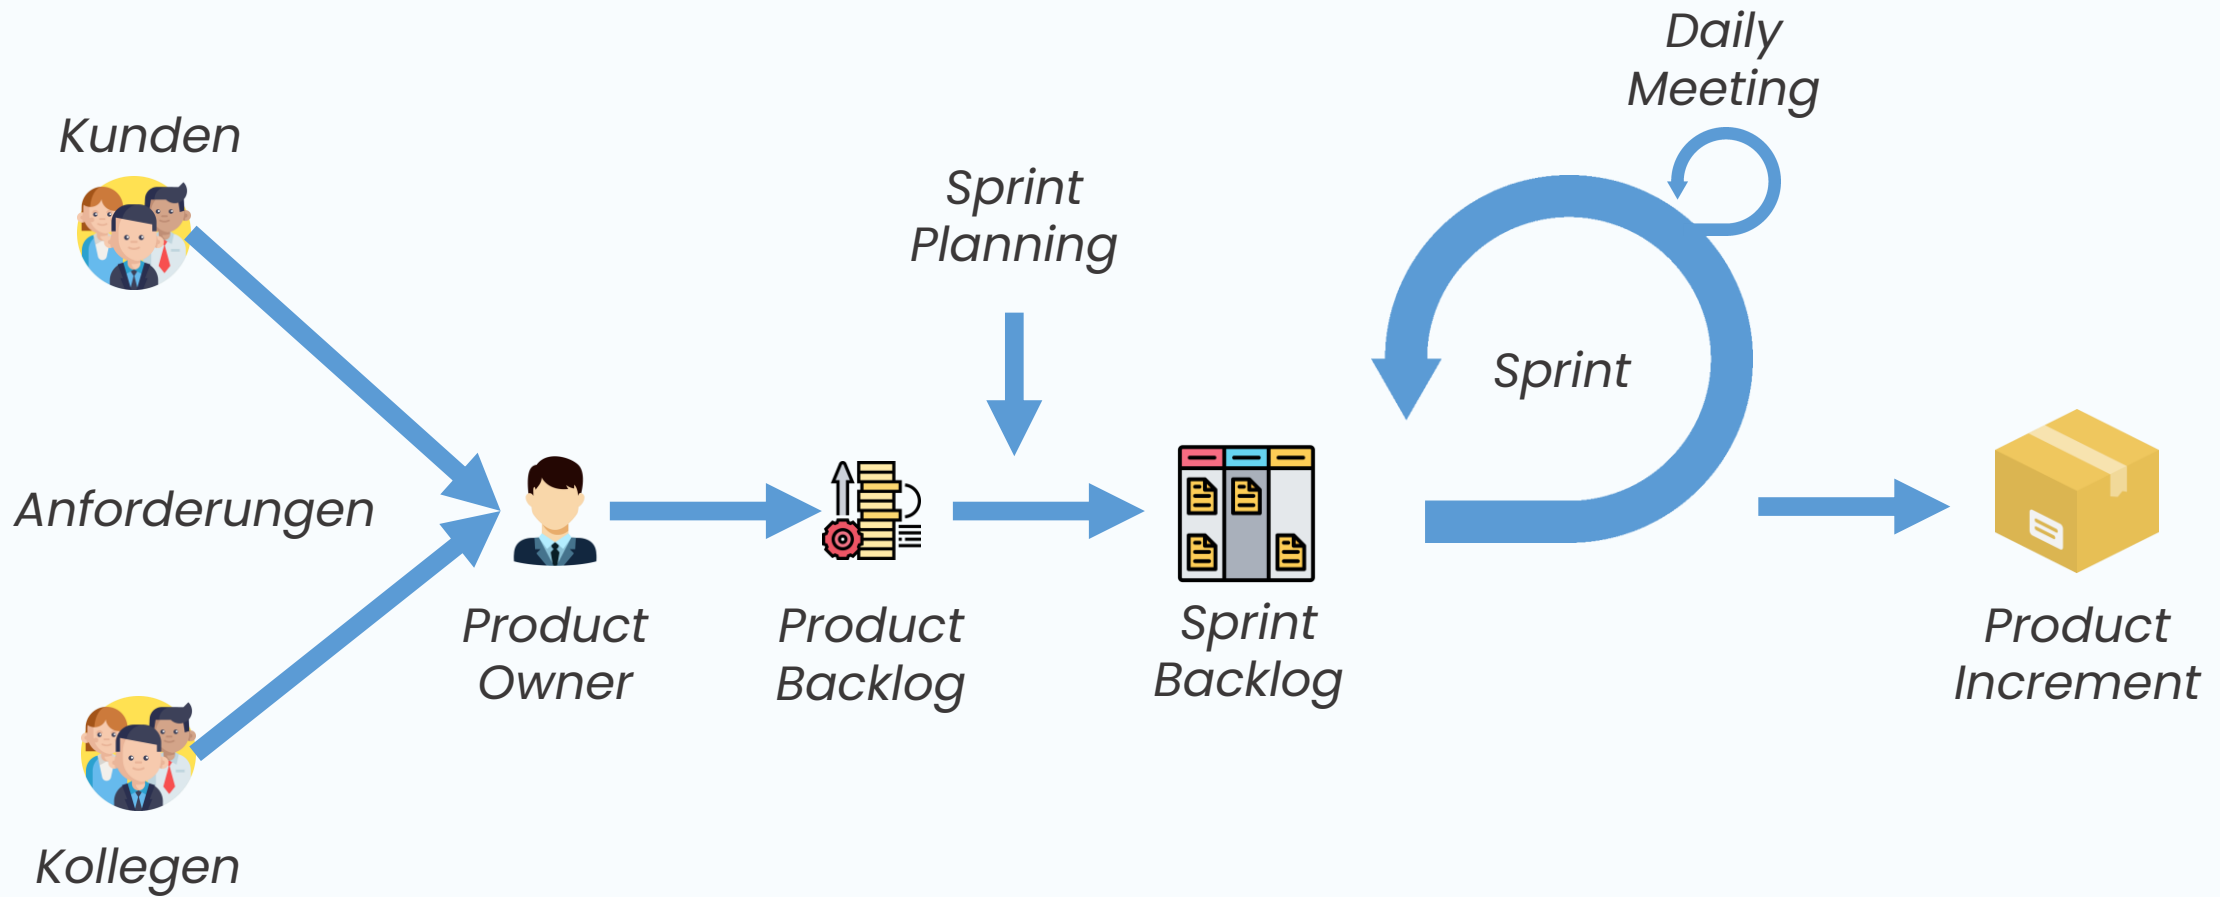 Daily
Meeting
Kunden
Sprint
Planning
Sprint
Anforderungen
Product
Owner
Product
Backlog
Sprint
Backlog
Product
Increment
Kollegen